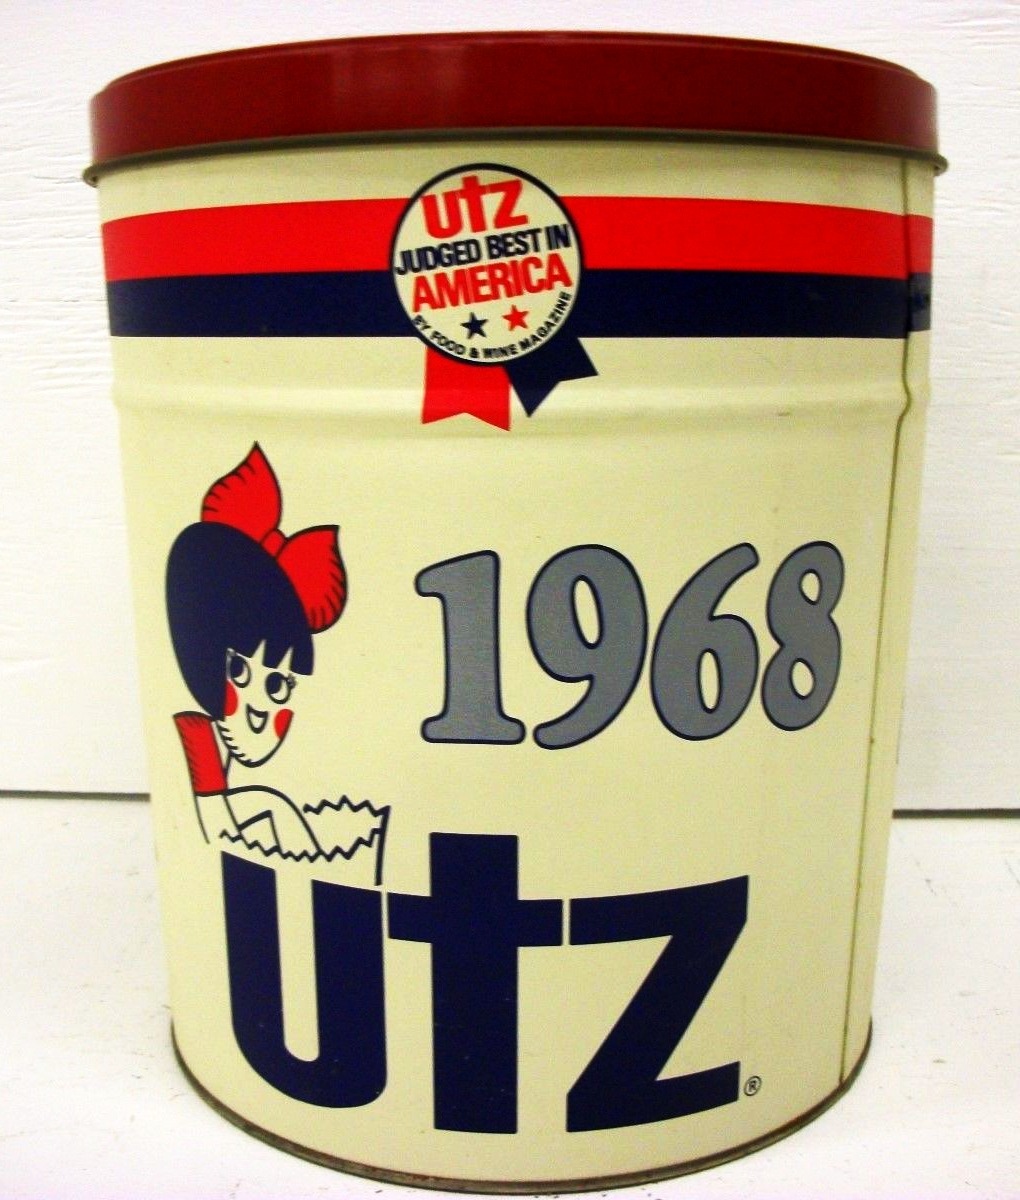 utz
JUDGED BEST IN
AMERICA
BY FOOD & WINE MAGAZINE
1968
utz
®